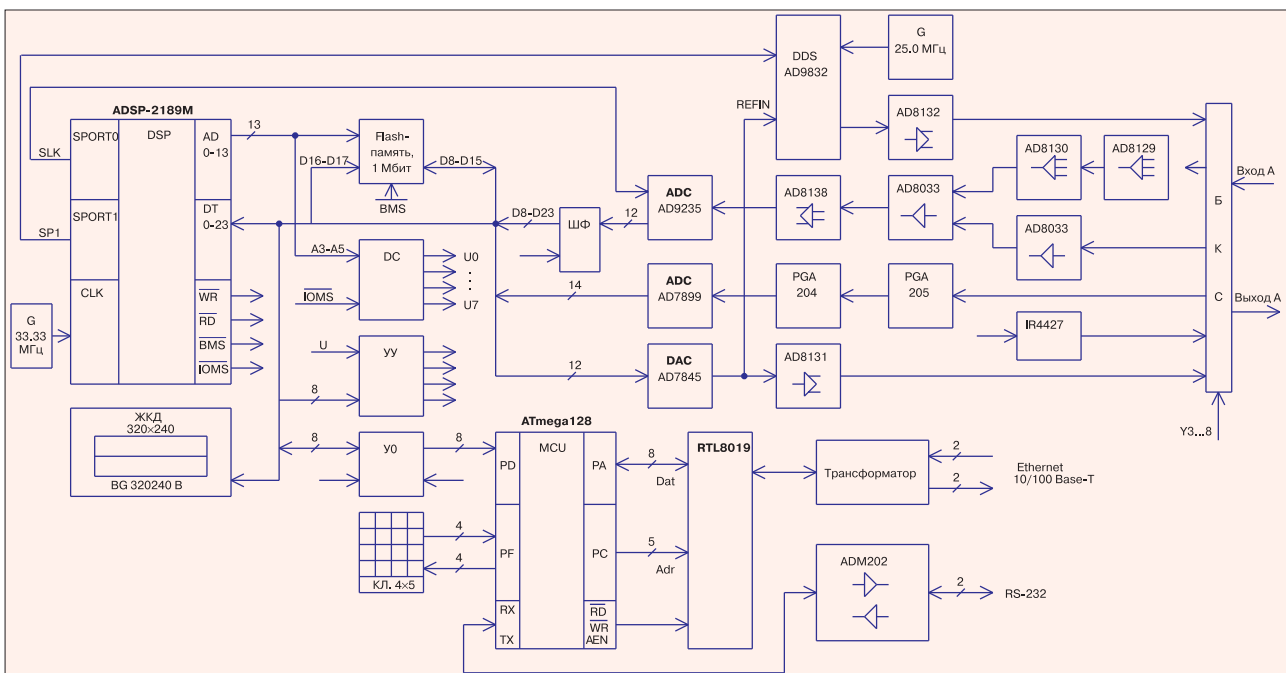 G
25.0 МГц
DDS
AD9832
REFIN
ADSP-2189M
SPORT0
DSP
AD
0-13
13
SLK
Flash-
память,
1 Мбит
D16-D17
D8-D15
BMS
AD8132
AD8130
AD8129
Вход А
SPORT1
DT
0-23
SP1
D8-D23
ШФ
12
ADC
AD9235
AD8138
AD8033
AD8033
Б
К
С
A3-A5
DC
U0
U7
IOMS
CLK
WR
RD
BMS
IOMS
G
33.33
МГц
14
ADC
AD7899
PGA
204
PGA
205
Выход А
IR4427
U
УУ
8
12
DAC
AD7845
AD8131
Y3...8
ЖКД
320×240
BG 320240 В
8
У0
8
ATmega128
PD
MCU
PA
8
Dat
RTL8019
Трансформатор
2
2
Ethernet
10/100 Base-T
4
4
КЛ. 4×5
PF
PC
5
Adr
RX
TX
RD
WR
AEN
ADM202
2
RS-232